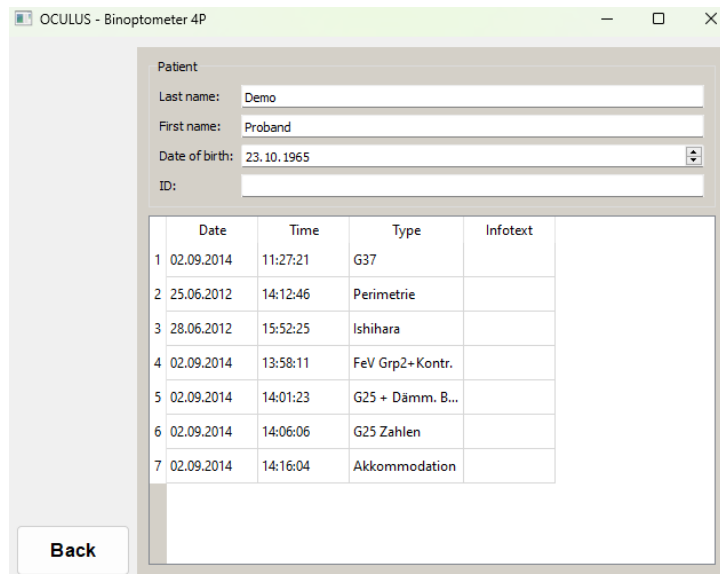 OCULUS - Binoptometer 4P
Patient
Last name: Demo
First name: Proband
Date of birth: 23.10.1965
ID:
Date Time Type Infotext
1 02.09.2014 11:27:21 G37
2 25.06.2012 14:12:46 Perimetrie
3 28.06.2012 15:52:25 Ishihara
4 02.09.2014 13:58:11 FeV Grp2+Kontr.
5 02.09.2014 14:01:23 G25 + Dämm. B...
6 02.09.2014 14:06:06 G25 Zahlen
7 02.09.2014 14:16:04 Akkommodation
Back